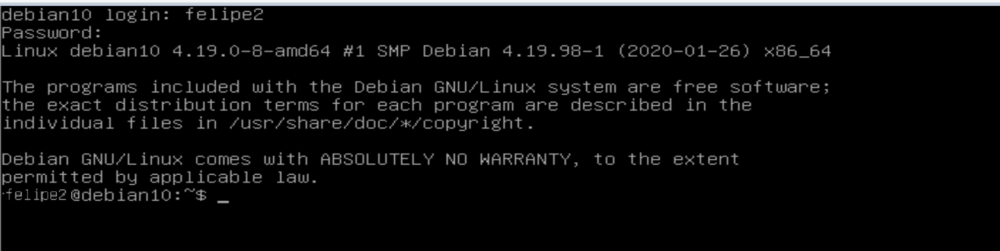 debian10 login: felipe2
Password:
Linux debian10 4.19.0-8-amd64 #1 SMP Debian 4.19.98-1 (2020-01-26) x86_64
The programs included with the Debian GNU/Linux system are free software;
the exact distribution terms for each program are described in the
individual files in /usr/share/doc/*/copyright.
Debian GNU/Linux comes with ABSOLUTELY NO WARRANTY, to the extent
permitted by applicable law.
felipe2@debian10:~$ _